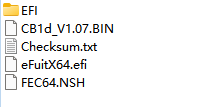 EFI
CB1d_V1.07.BIN
Checksum.txt
eFuitX64.efi
FEC64.NSH